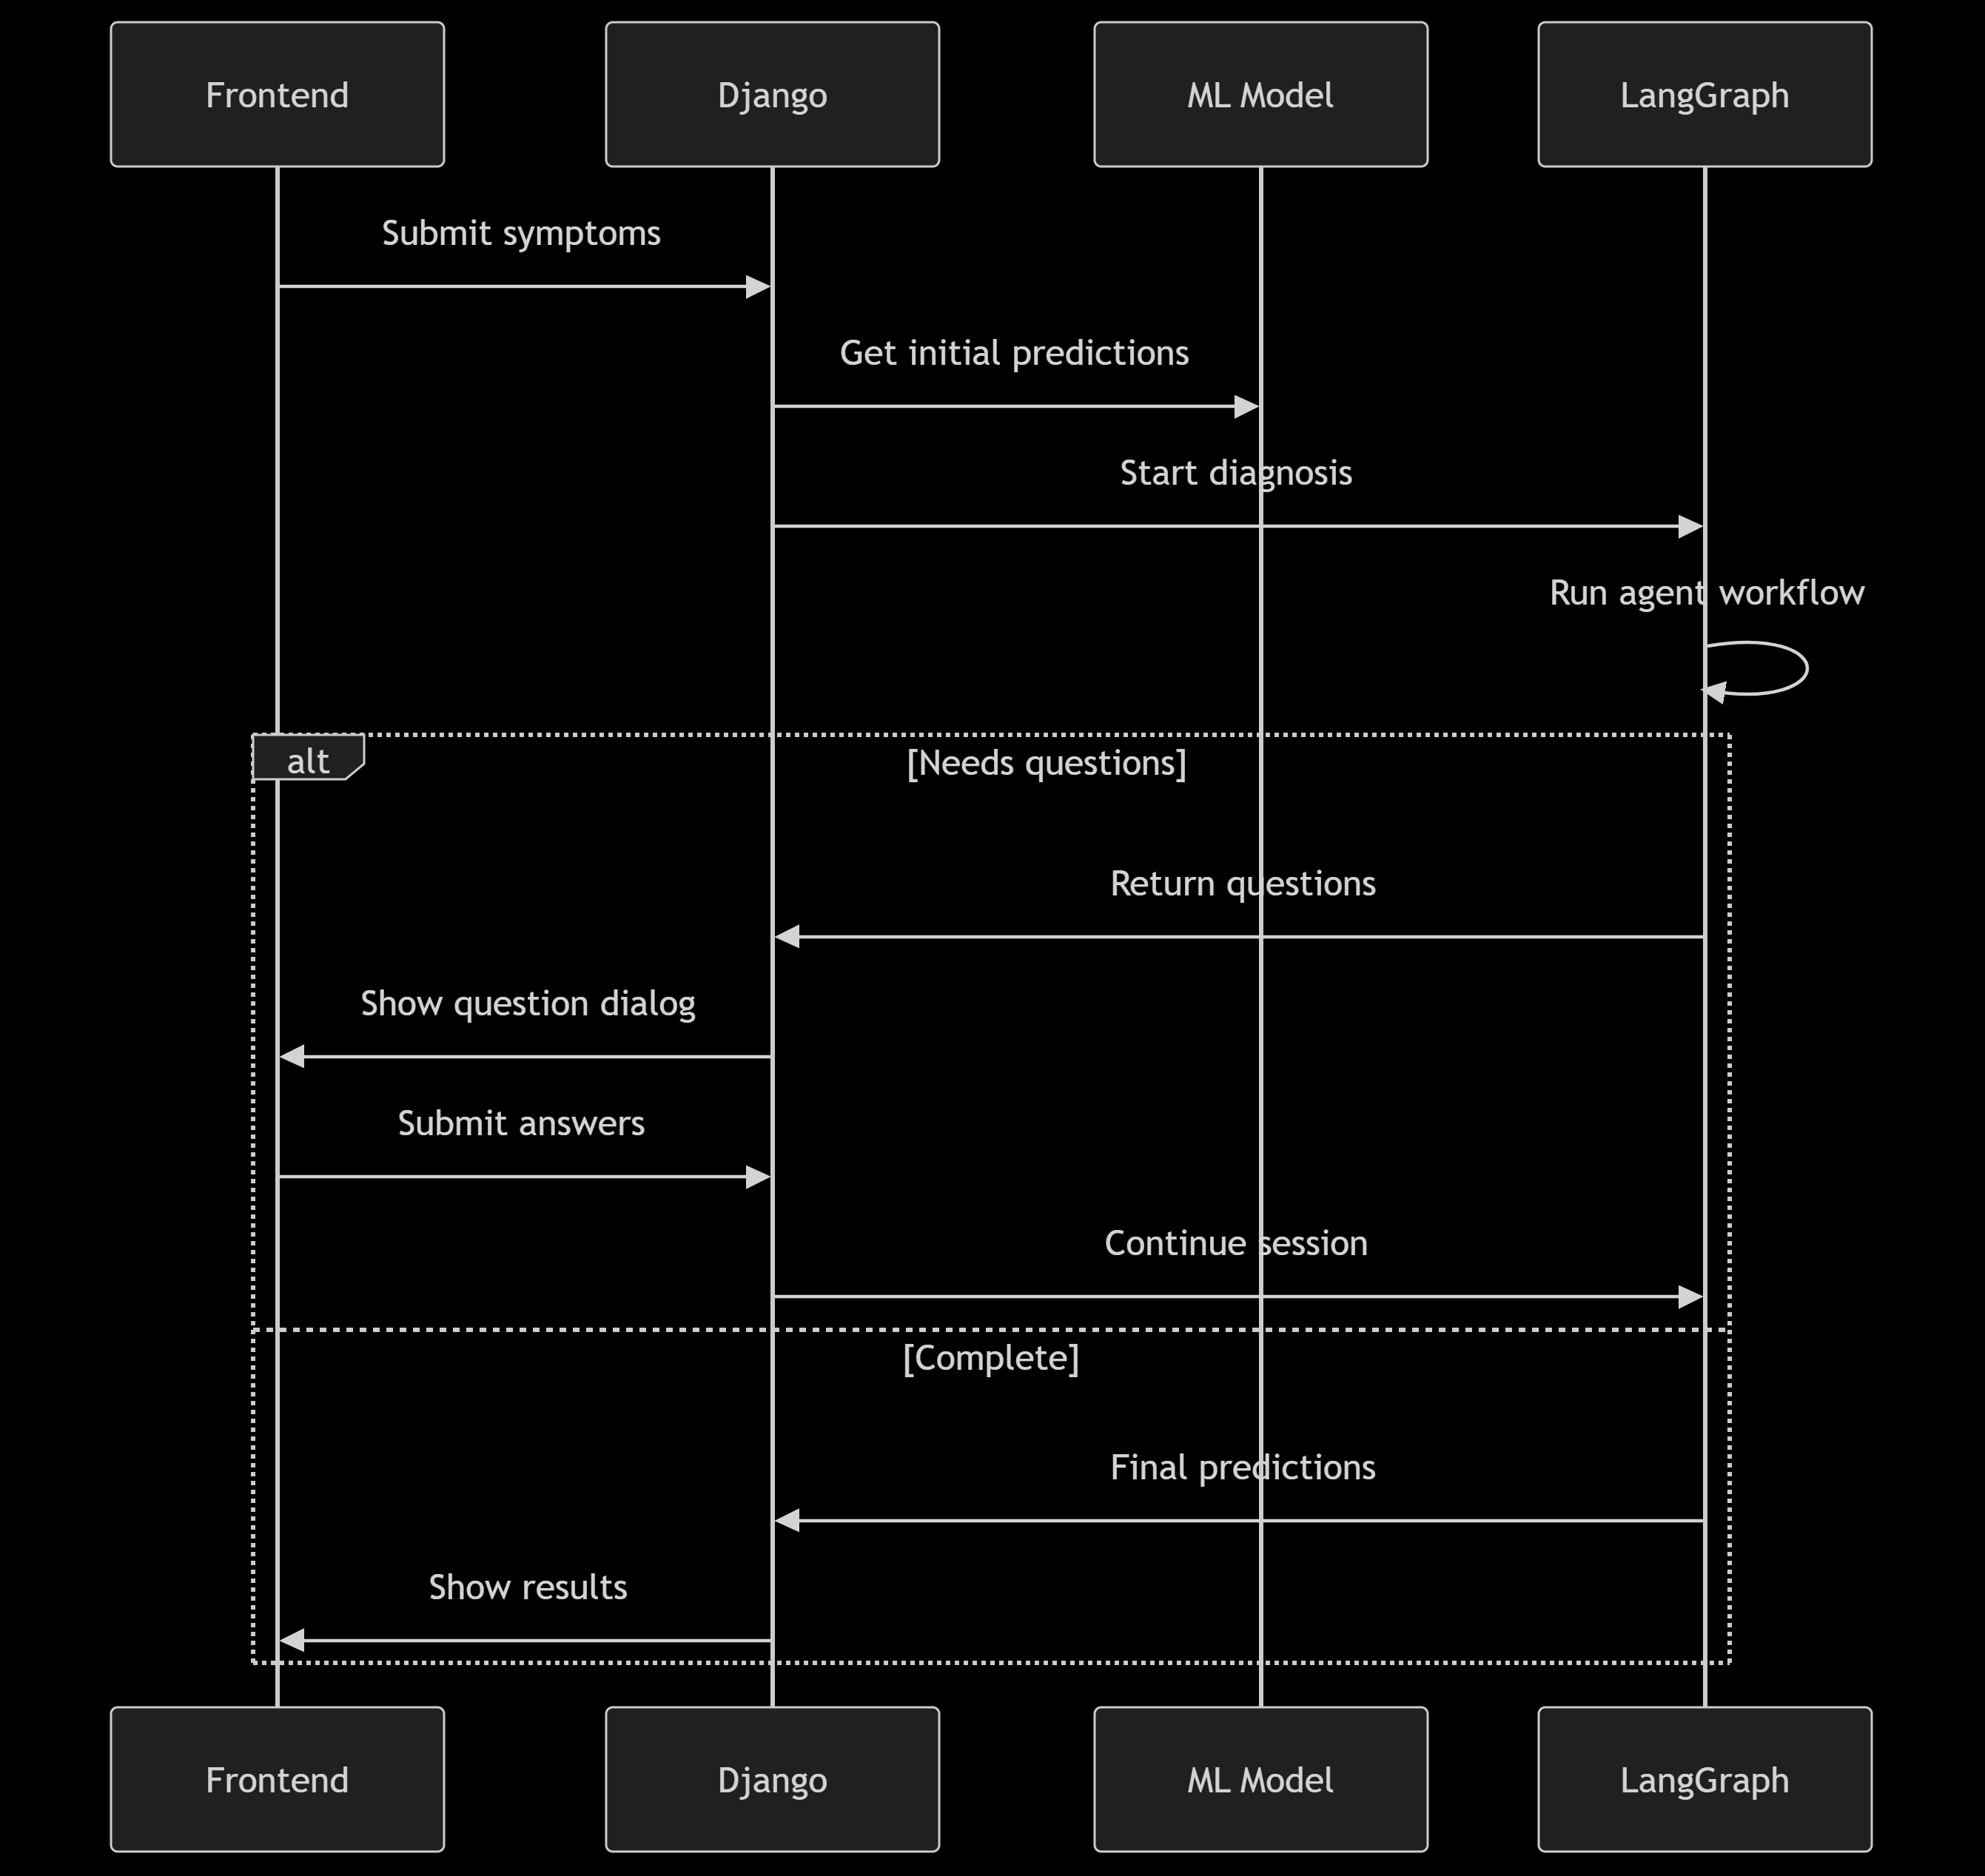 Frontend
Django
ML Model
LangGraph
Submit symptoms
Get initial predictions
Start diagnosis
Run agent workflow
alt
[Needs questions]
Return questions
Show question dialog
Submit answers
Continue session
[Complete]
Final predictions
Show results
Frontend
Django
ML Model
LangGraph